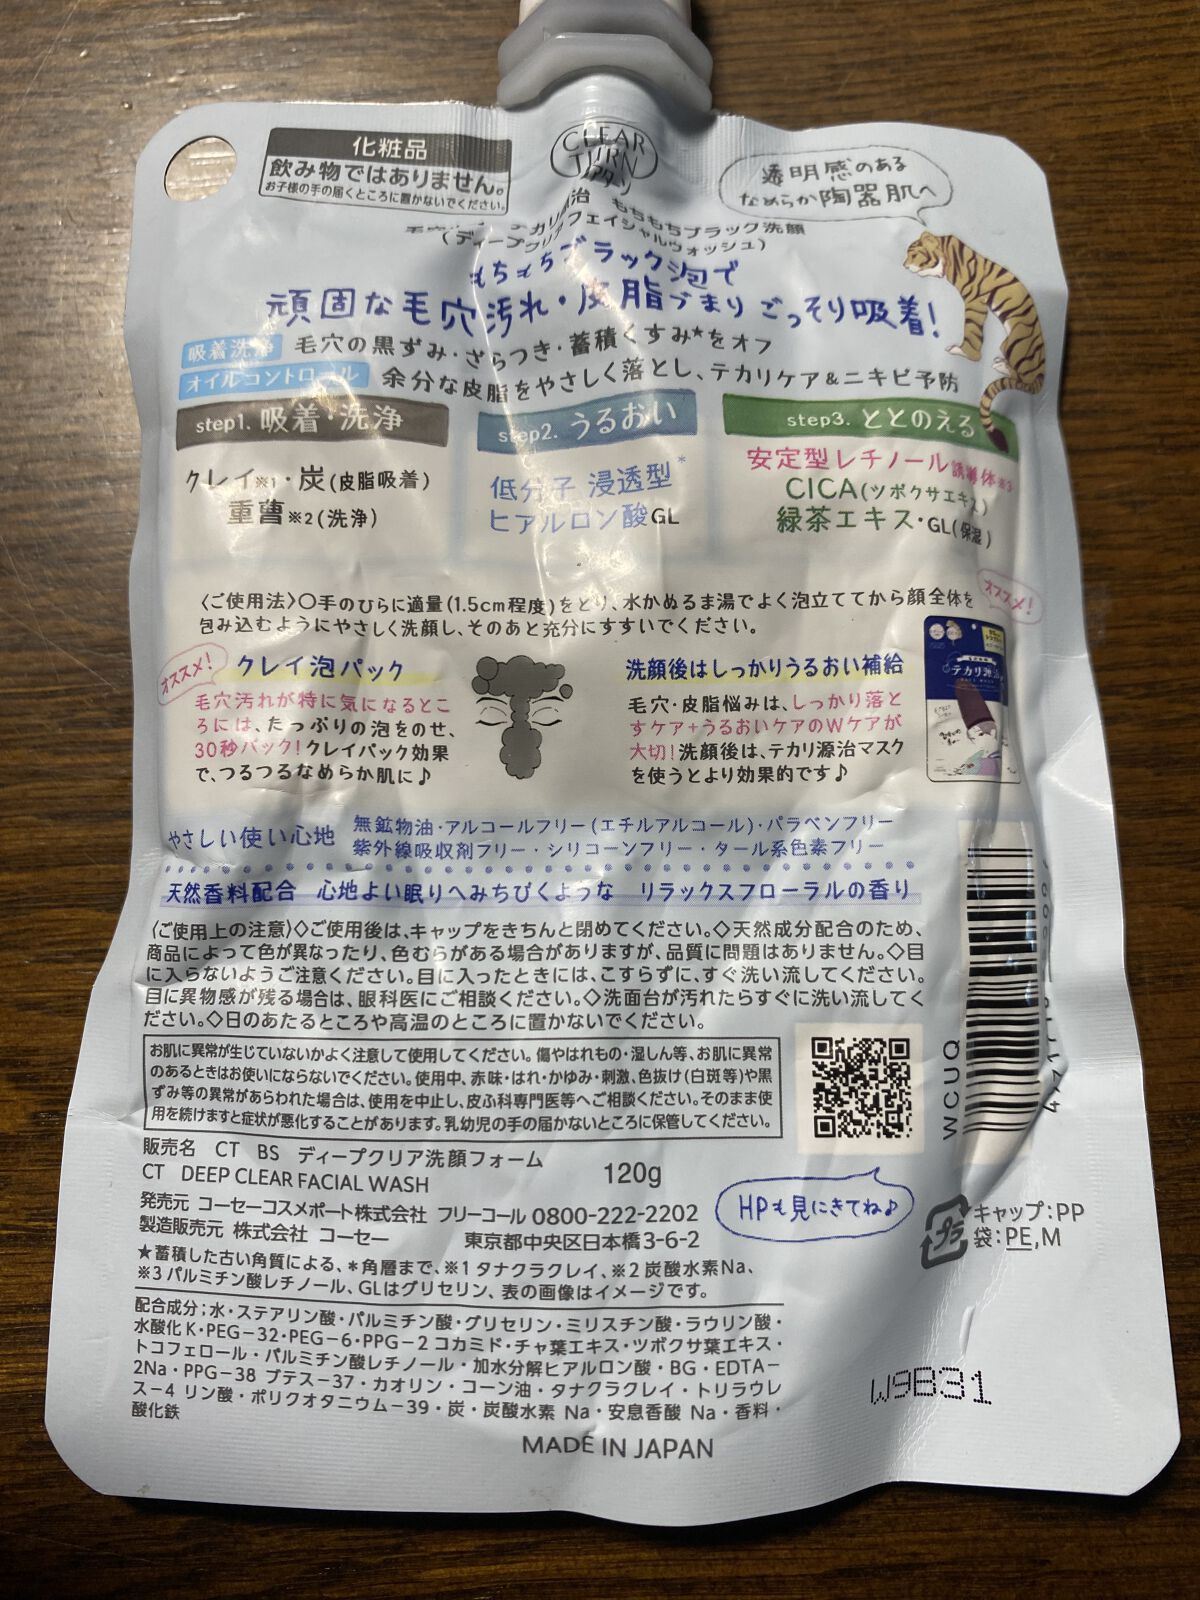 化粧品
飲み物ではありません。
お子様の手の届くところに置かないでください。
CLEAR
TURN
透明感のある
なめらか陶器肌へ
もちもちブラック洗顔
(ディープクリアフェイシャルウォッシュ)
もちもちブラック泡で
頑固な毛穴汚れ・皮脂づまり ごっそり吸着!
吸着洗浄 毛穴の黒ずみ・ざらつき・蓄積くすみ★をオフ
オイルコントロール 余分な皮脂をやさしく落とし、テカリケア&ニキビ予防
step1. 吸着・洗浄
クレイ※1・炭(皮脂吸着)
重曹※2(洗浄)
step2. うるおい
低分子 浸透型*
ヒアルロン酸GL
step3. ととのえる
安定型レチノール誘導体※3
CICA(ツボクサエキス)
緑茶エキス・GL(保湿)
〈ご使用法〉○手のひらに適量(1.5cm程度)をとり、水かぬるま湯でよく泡立ててから顔全体を
包み込むようにやさしく洗顔し、そのあと充分にすすいでください。
オススメ!
クレイ泡パック
毛穴汚れが特に気になるとこ
ろには、たっぷりの泡をのせ、
30秒パック!クレイパック効果
で、つるつるなめらか肌に♪
オススメ!
洗顔後はしっかりうるおい補給
毛穴・皮脂悩みは、しっかり落と
すケア+うるおいケアのWケアが
大切!洗顔後は、テカリ源治マスク
を使うとより効果的です♪
テカリ源治
やさしい使い心地 無鉱物油・アルコールフリー(エチルアルコール)・パラベンフリー
紫外線吸収剤フリー・シリコーンフリー・タール系色素フリー
天然香料配合 心地よい眠りへみちびくような リラックスフローラルの香り
〈ご使用上の注意〉◇ご使用後は、キャップをきちんと閉めてください。◇天然成分配合のため、
商品によって色が異なったり、色むらがある場合がありますが、品質に問題はありません。◇目
に入らないようご注意ください。目に入ったときには、こすらずに、すぐ洗い流してください。
目に異物感が残る場合は、眼科医にご相談ください。◇洗面台が汚れたらすぐに洗い流してく
ださい。◇日のあたるところや高温のところに置かないでください。
お肌に異常が生じていないかよく注意して使用してください。傷やはれもの・湿しん等、お肌に異常
のあるときはお使いにならないでください。使用中、赤味・はれ・かゆみ・刺激、色抜け(白斑等)や黒
ずみ等の異常があらわれた場合は、使用を中止し、皮ふ科専門医等へご相談ください。そのまま使
用を続けますと症状が悪化することがあります。乳幼児の手の届かないところに保管してください。
WCUQ
販売名 CT BS ディープクリア洗顔フォーム
CT DEEP CLEAR FACIAL WASH
120g
発売元 コーセーコスメポート株式会社 フリーコール 0800-222-2202
製造販売元 株式会社 コーセー 東京都中央区日本橋3-6-2
HPも見にきてね♪
プラ
キャップ:PP
袋:PE,M
★蓄積した古い角質による、*角層まで、※1 タナクラクレイ、※2 炭酸水素Na、
※3 パルミチン酸レチノール、GLはグリセリン、表の画像はイメージです。
配合成分;水・ステアリン酸・パルミチン酸・グリセリン・ミリスチン酸・ラウリン酸・
水酸化K・PEG-32・PEG-6・PPG-2 コカミド・チャ葉エキス・ツボクサ葉エキス・
トコフェロール・パルミチン酸レチノール・加水分解ヒアルロン酸・BG・EDTA-
2Na・PPG-38 ブテス-37・カオリン・コーン油・タナクラクレイ・トリラウレ
ス-4 リン酸・ポリクオタニウム-39・炭・炭酸水素 Na・安息香酸 Na・香料・
酸化鉄
W9B31
MADE IN JAPAN